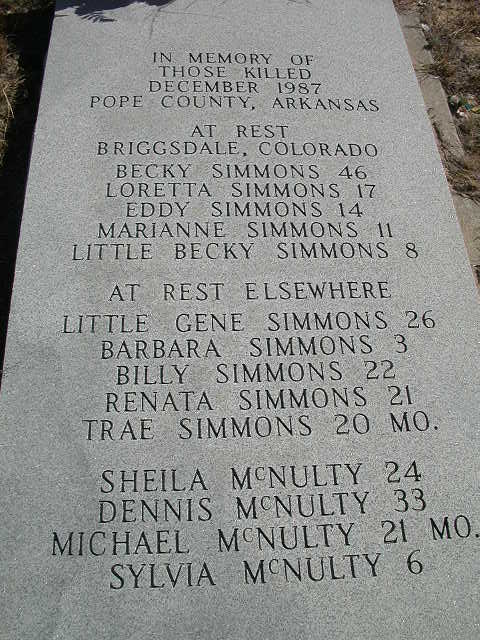 IN MEMORY OF
THOSE KILLED
DECEMBER 1987
POPE COUNTY, ARKANSAS
AT REST
BRIGGSDALE, COLORADO
BECKY SIMMONS 46
LORETTA SIMMONS 17
EDDY SIMMONS 14
MARIANNE SIMMONS 11
LITTLE BECKY SIMMONS 8
AT REST ELSEWHERE
LITTLE GENE SIMMONS 26
BARBARA SIMMONS 3
BILLY SIMMONS 22
RENATA SIMMONS 21
TRAE SIMMONS 20 MO.
SHEILA McNULTY 24
DENNIS McNULTY 33
MICHAEL McNULTY 21 MO.
SYLVIA McNULTY 6